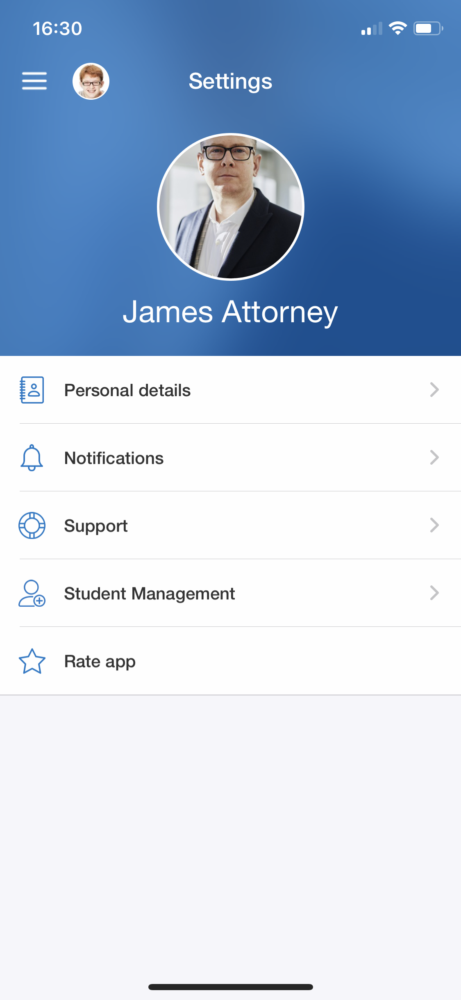 16:30
Settings
James Attorney
Personal details
Notifications
Support
Student Management
Rate app